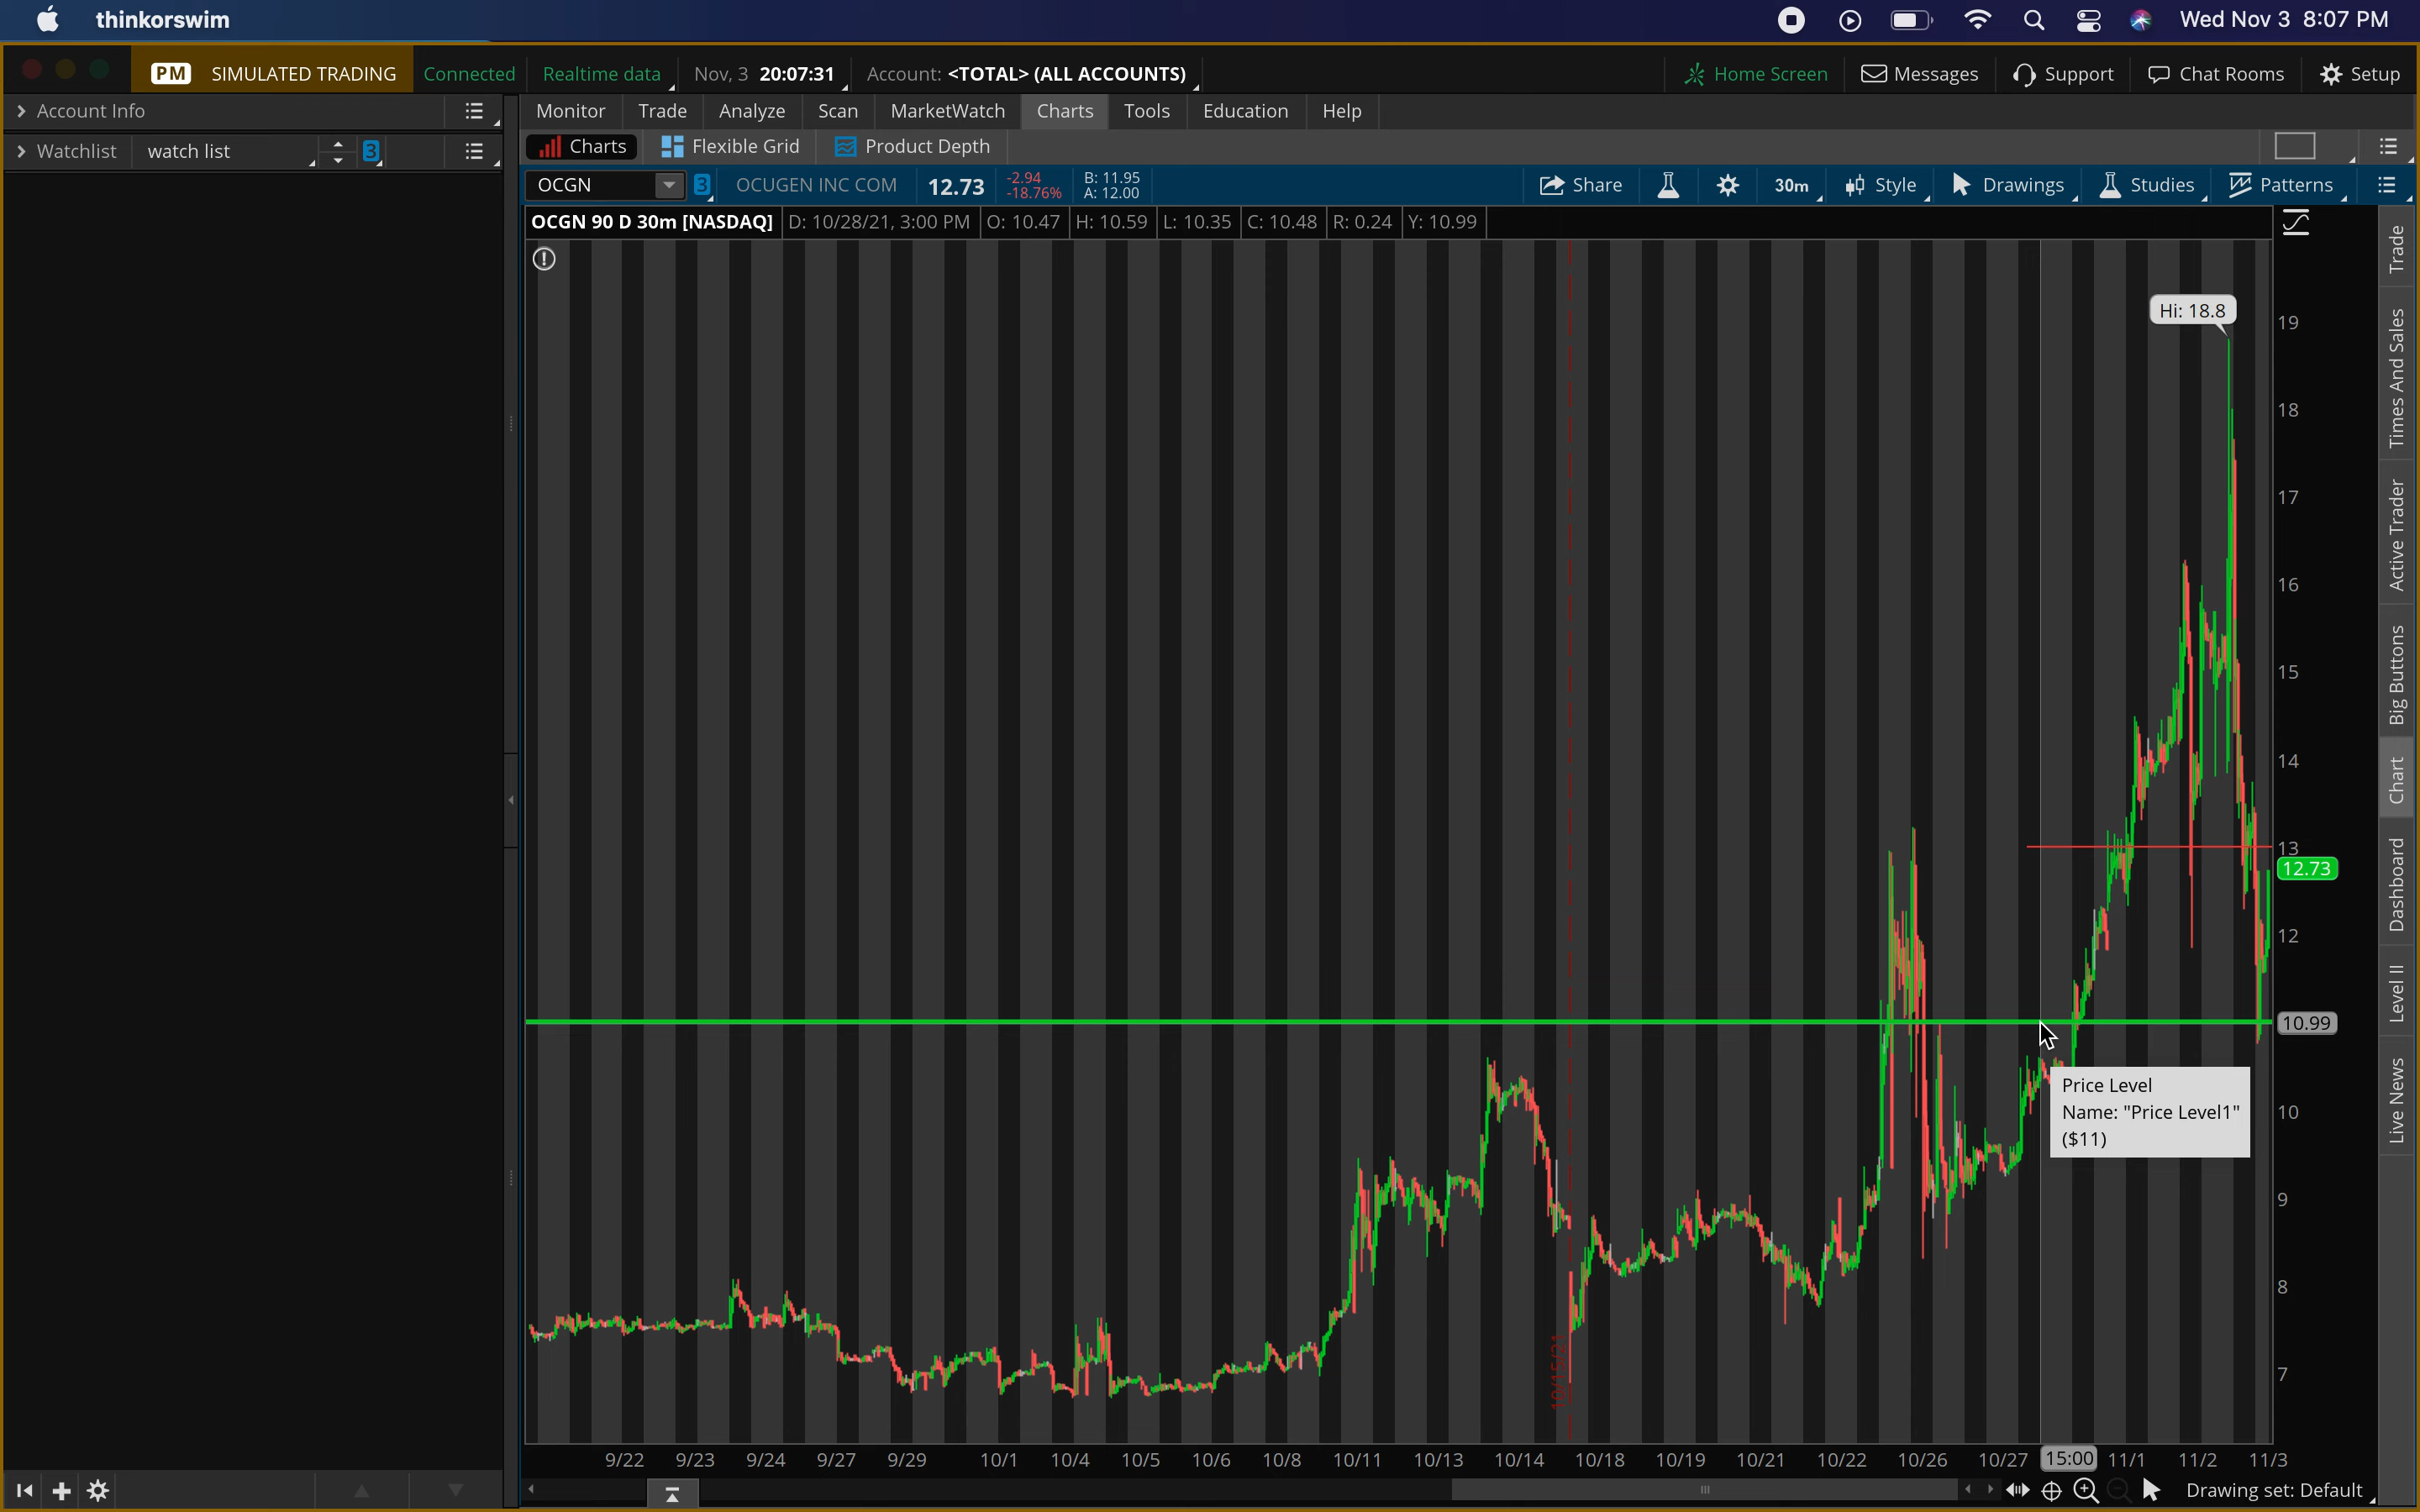 thinkorswim
Wed Nov 3 8:07 PM
PM SIMULATED TRADING Connected Realtime data Nov, 3 20:07:31 Account: <TOTAL> (ALL ACCOUNTS) Home Screen Messages Support Chat Rooms Setup
Account Info
Monitor Trade Analyze Scan MarketWatch Charts Tools Education Help
Watchlist watch list 3
Charts Flexible Grid Product Depth
OCGN 3 OCUGEN INC COM 12.73 -2.94 -18.76% B: 11.95 A: 12.00 Share 30m Style Drawings Studies Patterns
OCGN 90 D 30m [NASDAQ] D: 10/28/21, 3:00 PM O: 10.47 H: 10.59 L: 10.35 C: 10.48 R: 0.24 Y: 10.99
Hi: 18.8
19
18
17
16
15
14
13
12.73
12
10.99
10
9
8
7
Price Level
Name: "Price Level1"
($11)
10/15/21
9/22 9/23 9/24 9/27 9/29 10/1 10/4 10/5 10/6 10/8 10/11 10/13 10/14 10/18 10/19 10/21 10/22 10/26 10/27 15:00 11/1 11/2 11/3
Drawing set: Default
Trade
Times And Sales
Active Trader
Big Buttons
Chart
Dashboard
Level II
Live News